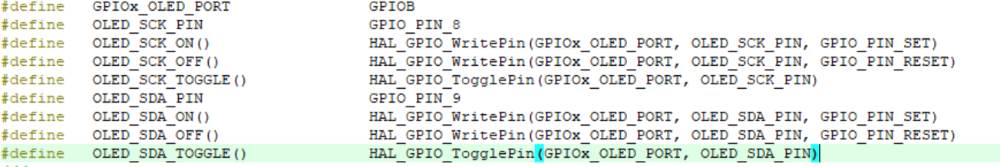 #define GPIOx_OLED_PORT GPIOB
#define OLED_SCK_PIN GPIO_PIN_8
#define OLED_SCK_ON() HAL_GPIO_WritePin(GPIOx_OLED_PORT, OLED_SCK_PIN, GPIO_PIN_SET)
#define OLED_SCK_OFF() HAL_GPIO_WritePin(GPIOx_OLED_PORT, OLED_SCK_PIN, GPIO_PIN_RESET)
#define OLED_SCK_TOGGLE() HAL_GPIO_TogglePin(GPIOx_OLED_PORT, OLED_SCK_PIN)
#define OLED_SDA_PIN GPIO_PIN_9
#define OLED_SDA_ON() HAL_GPIO_WritePin(GPIOx_OLED_PORT, OLED_SDA_PIN, GPIO_PIN_SET)
#define OLED_SDA_OFF() HAL_GPIO_WritePin(GPIOx_OLED_PORT, OLED_SDA_PIN, GPIO_PIN_RESET)
#define OLED_SDA_TOGGLE() HAL_GPIO_TogglePin(GPIOx_OLED_PORT, OLED_SDA_PIN)